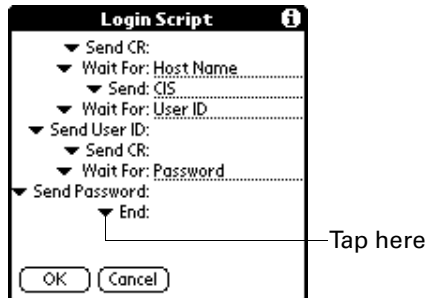 Login Script i
Send CR:
Wait For: Host Name
Send: CIS
Wait For: User ID
Send User ID:
Send CR:
Wait For: Password
Send Password:
End:
Tap here
OK Cancel